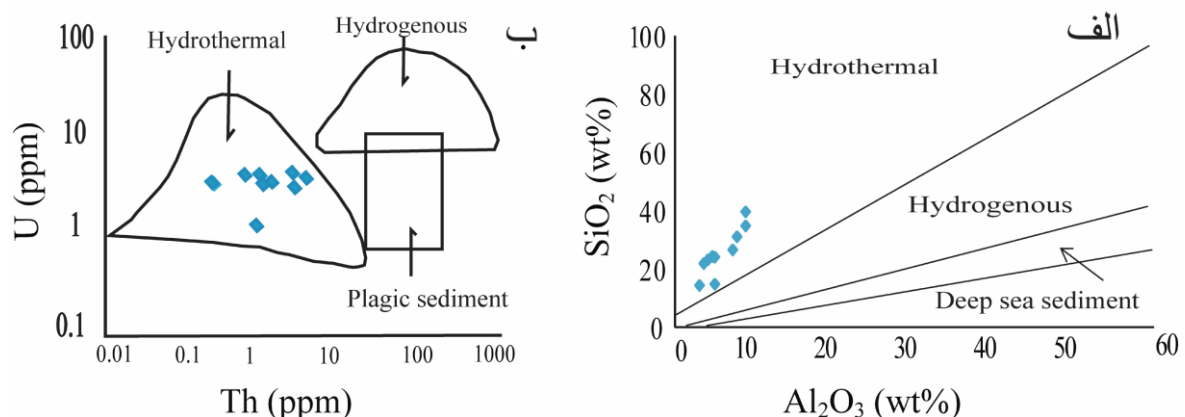 ب
Hydrothermal
Hydrogenous
100
10
1
0.1
U (ppm)
Plagic sediment
0.01 0.1 1 10 100 1000
Th (ppm)
الف
Hydrothermal
100
80
60
40
20
0
SiO₂ (wt%)
Hydrogenous
Deep sea sediment
0 10 20 30 40 50 60
Al₂O₃ (wt%)